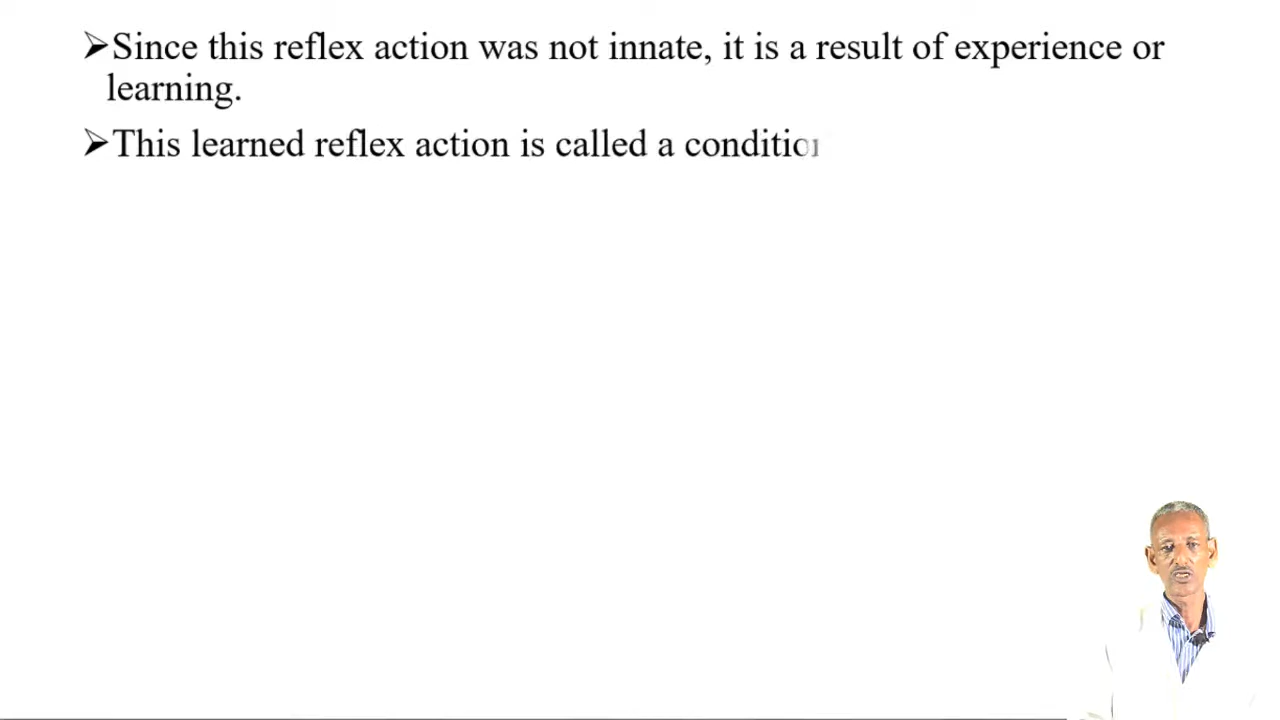 ➢Since this reflex action was not innate, it is a result of experience or
learning.
➢This learned reflex action is called a condition